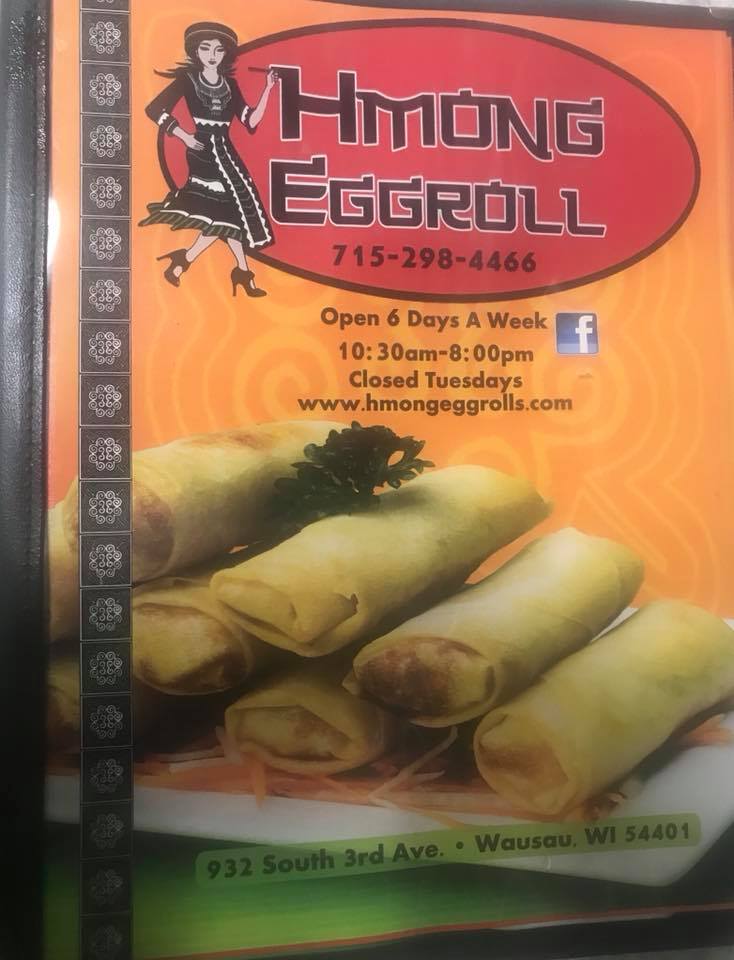 HMONG
EGGROLL
715-298-4466
Open 6 Days A Week
f
10:30am-8:00pm
Closed Tuesdays
www.hmongeggrolls.com
932 South 3rd Ave. • Wausau, WI 54401